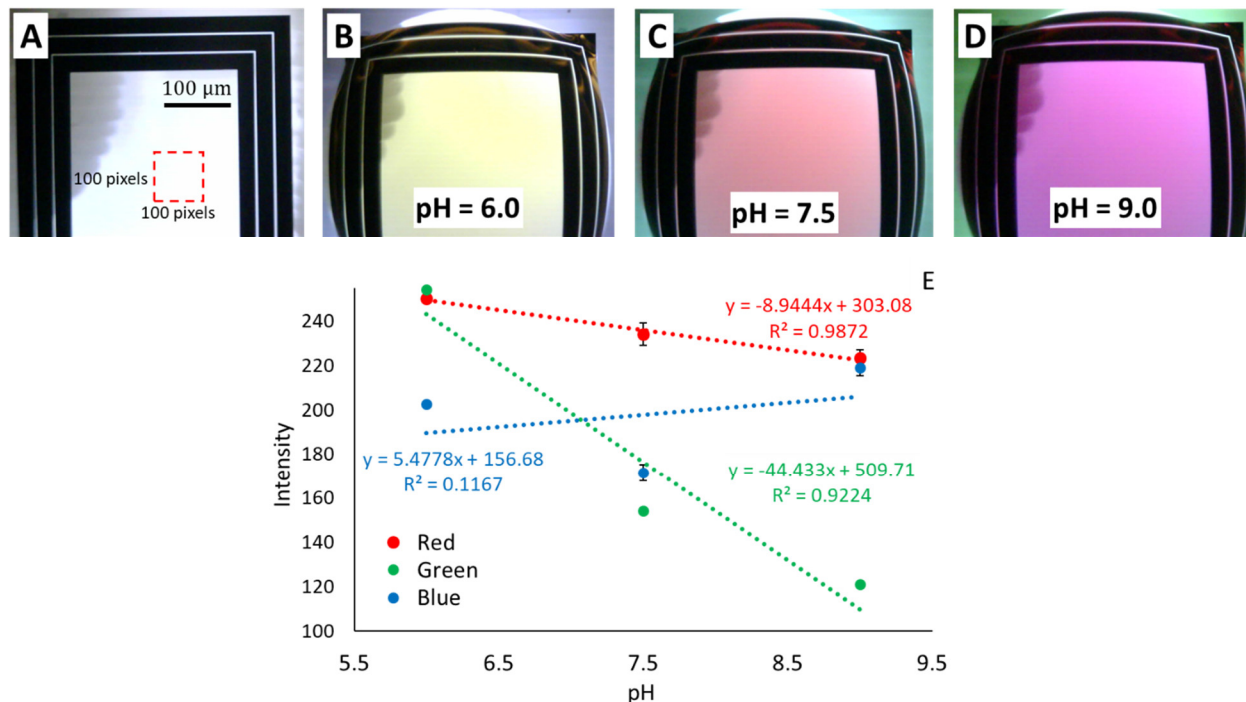 A
100 μm
100 pixels
100 pixels
B
pH = 6.0
C
pH = 7.5
D
pH = 9.0
E
y = -8.9444x + 303.08
R² = 0.9872
y = 5.4778x + 156.68
R² = 0.1167
y = -44.433x + 509.71
R² = 0.9224
Intensity
240
220
200
180
160
140
120
100
Red
Green
Blue
5.5
6.5
7.5
8.5
9.5
pH